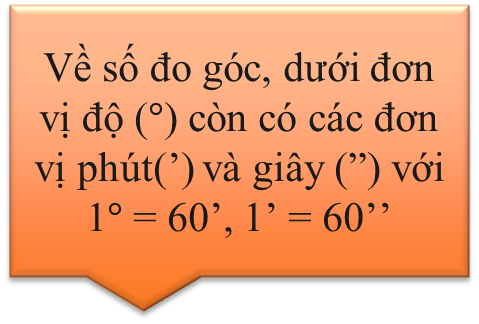 Về số đo góc, dưới đơn
vị độ (°) còn có các đơn
vị phút(’) và giây (”) với
1° = 60’, 1’ = 60’’